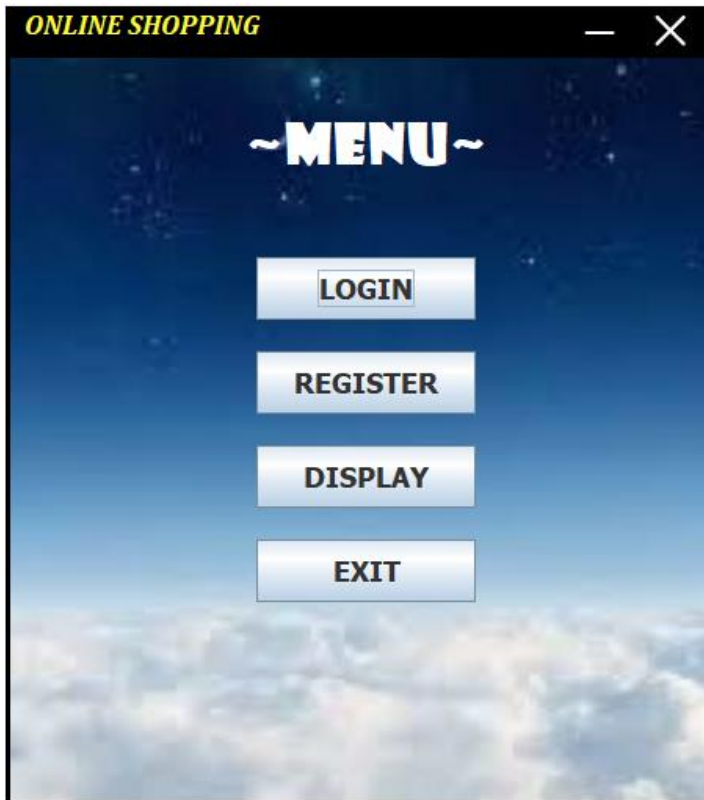 ONLINE SHOPPING
~MENU~
LOGIN
REGISTER
DISPLAY
EXIT